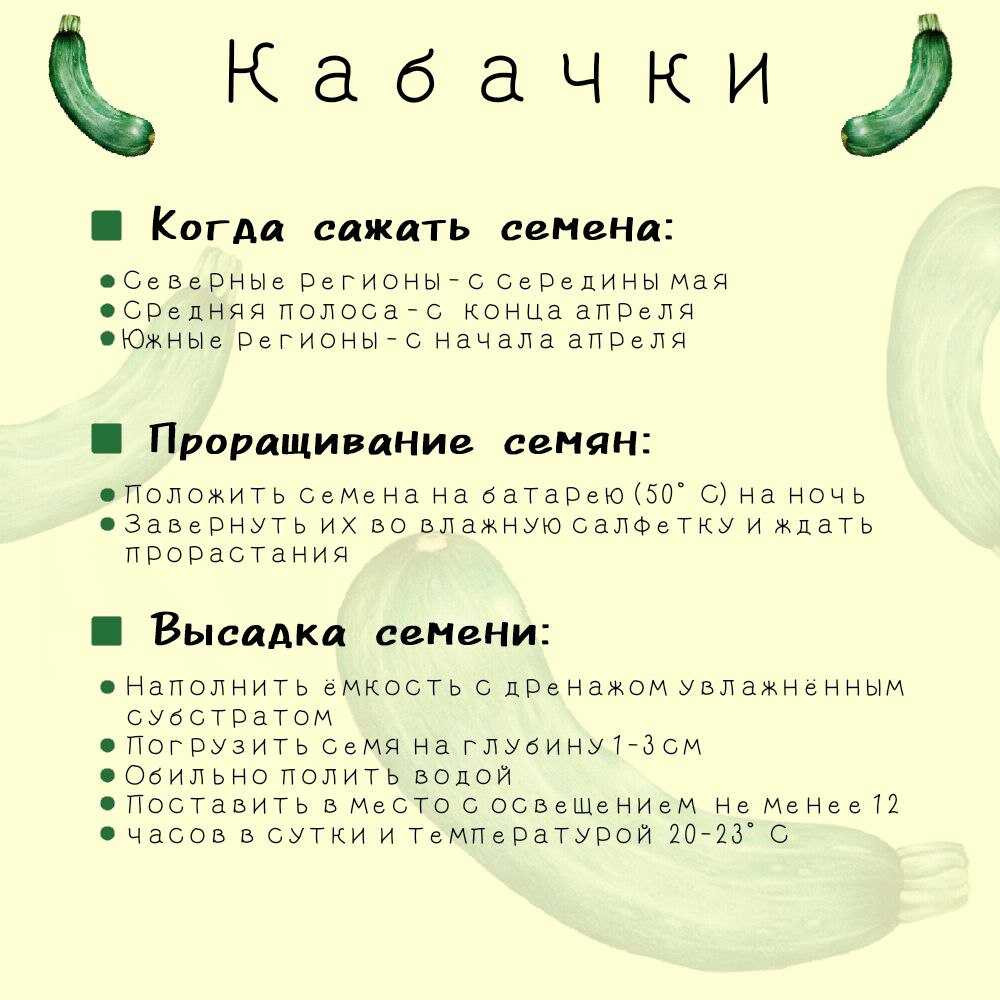 Кабачки
Когда сажать семена:
Северные регионы - с середины мая
Средняя полоса - с конца апреля
Южные регионы - с начала апреля
Проращивание семян:
Положить семена на батарею (50° С) на ночь
Завернуть их во влажную салфетку и ждать
прорастания
Высадка семени:
Наполнить ёмкость с дренажом увлажнённым
субстратом
Погрузить семя на глубину 1-3 см
Обильно полить водой
Поставить в место с освещением не менее 12
часов в сутки и температурой 20-23° С